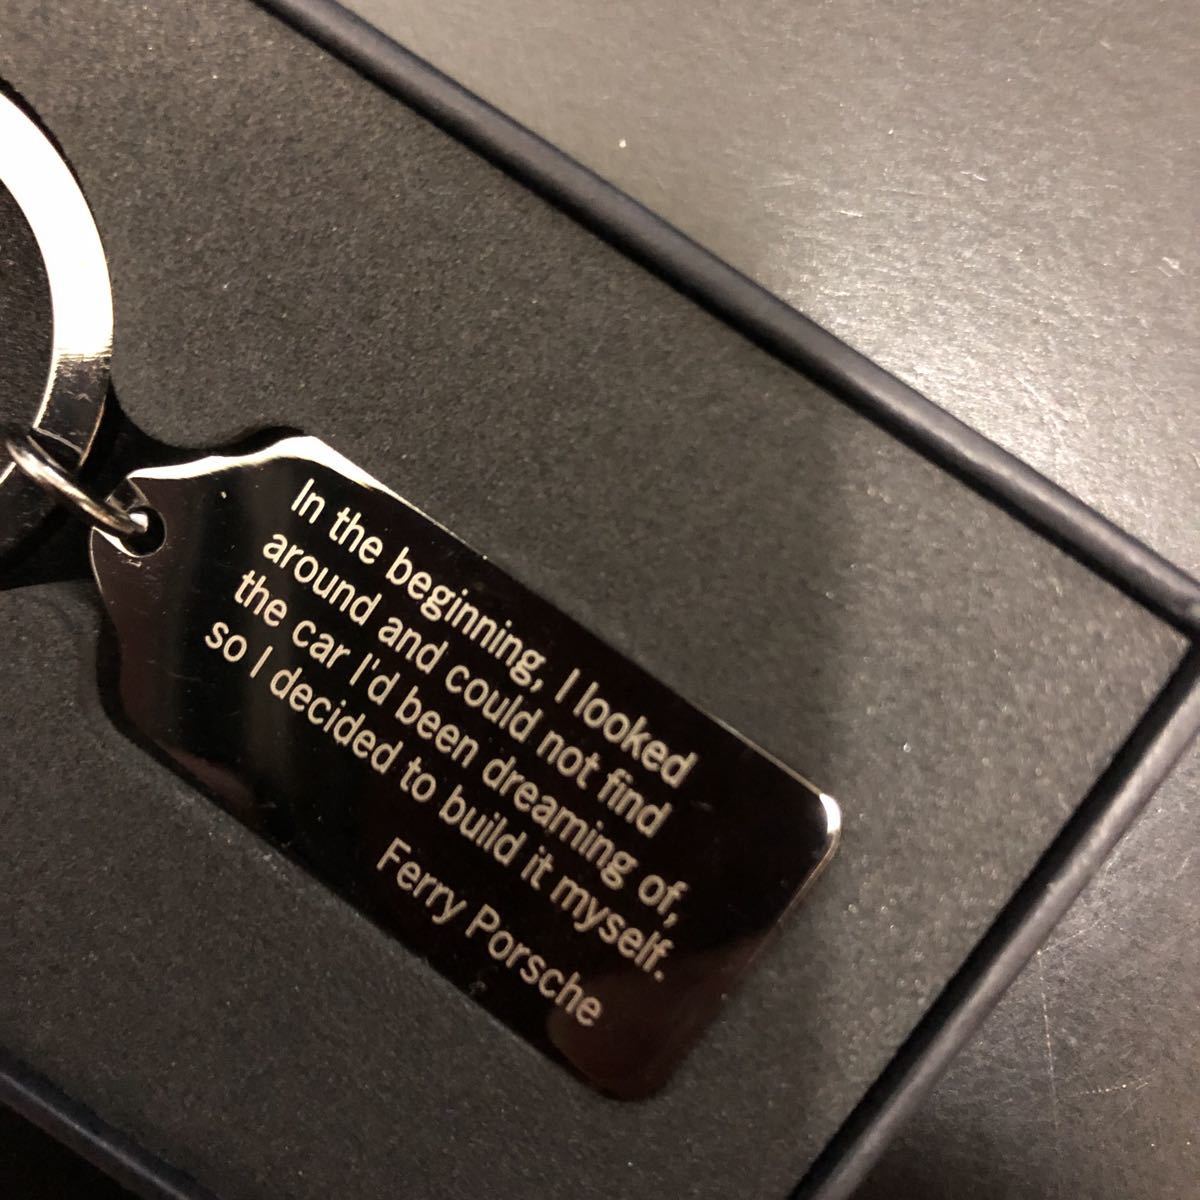 In the beginning, I looked
around and could not find
the car I'd been dreaming of,
so I decided to build it myself.
Ferry Porsche